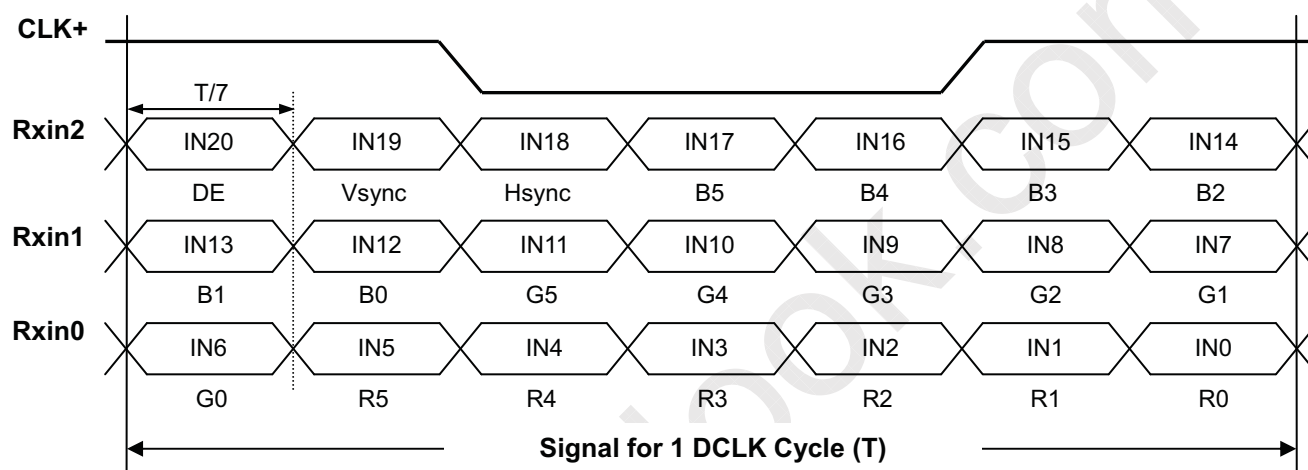 CLK+
T/7
Rxin2 IN20 IN19 IN18 IN17 IN16 IN15 IN14
DE Vsync Hsync B5 B4 B3 B2
Rxin1 IN13 IN12 IN11 IN10 IN9 IN8 IN7
B1 B0 G5 G4 G3 G2 G1
Rxin0 IN6 IN5 IN4 IN3 IN2 IN1 IN0
G0 R5 R4 R3 R2 R1 R0
Signal for 1 DCLK Cycle (T)